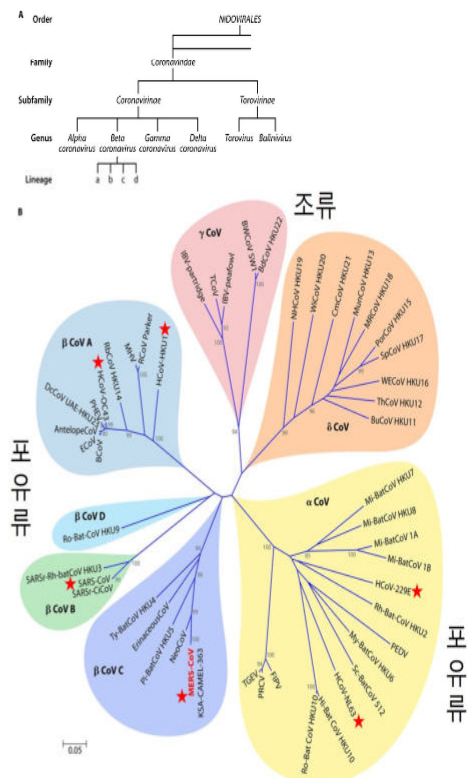 A
Order
NIDOVIRALES
Family
Coronavirdae
Subfamily
Coronavirinae
Torovirinae
Genus
Alpha coronavirus
Beta coronavirus
Gamma coronavirus
Delta coronavirus
Torovirus
Bafinivirus
Lineage
a b c d
B
조류
γ CoV
IBV-partridge
TCoV
IBV-peafowl
BWCoV SW1
BdCoV HKU22
100
93
100
94
NHCoV HKU19
WiCoV HKU20
CmCoV HKU21
MunCoV HKU13
MRCoV HKU18
PorCoV HKU15
SpCoV HKU17
WECoV HKU16
ThCoV HKU12
BuCoV HKU11
δ CoV
β CoV A
HCoV-OC43
RbCoV HKU14
MHV
RCoV Parker
HCoV-HKU1
DcCoV UAE-HKU23
PHEV
AntelopeCoV
ECoV
BCoV
포유류
β CoV D
Ro-Bat-CoV HKU9
SARSr-Rh-batCoV HKU3
SARS-CoV
SARSr-CiCoV
β CoV B
Ty-BatCoV HKU4
ErinaceousCoV
Pi-BatCoV HKU5
NeoCoV
MERS-CoV
KSA-CAMEL-363
β CoV C
α CoV
Mi-BatCoV HKU7
Mi-BatCoV HKU8
Mi-BatCoV 1A
Mi-BatCoV 1B
HCoV-229E
Rh-Bat-CoV HKU2
PEDV
My-BatCoV HKU6
Sc-BatCoV 512
HCoV-NL63
Hi-Bat CoV HKU10
Ro-Bat CoV HKU10
FIPV
PRCV
TGEV
포유류
0.05